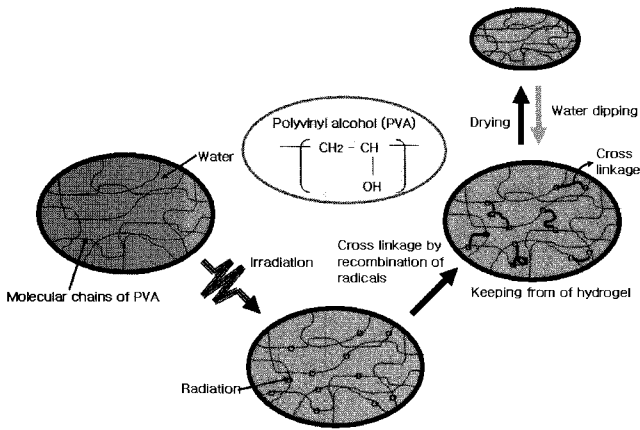 Polyvinyl alcohol (PVA)
CH2 - CH
OH
Water
Molecular chains of PVA
Irradiation
Radiation
Cross linkage by
recombination of
radicals
Drying
Water dipping
Cross
linkage
Keeping from of hydrogel